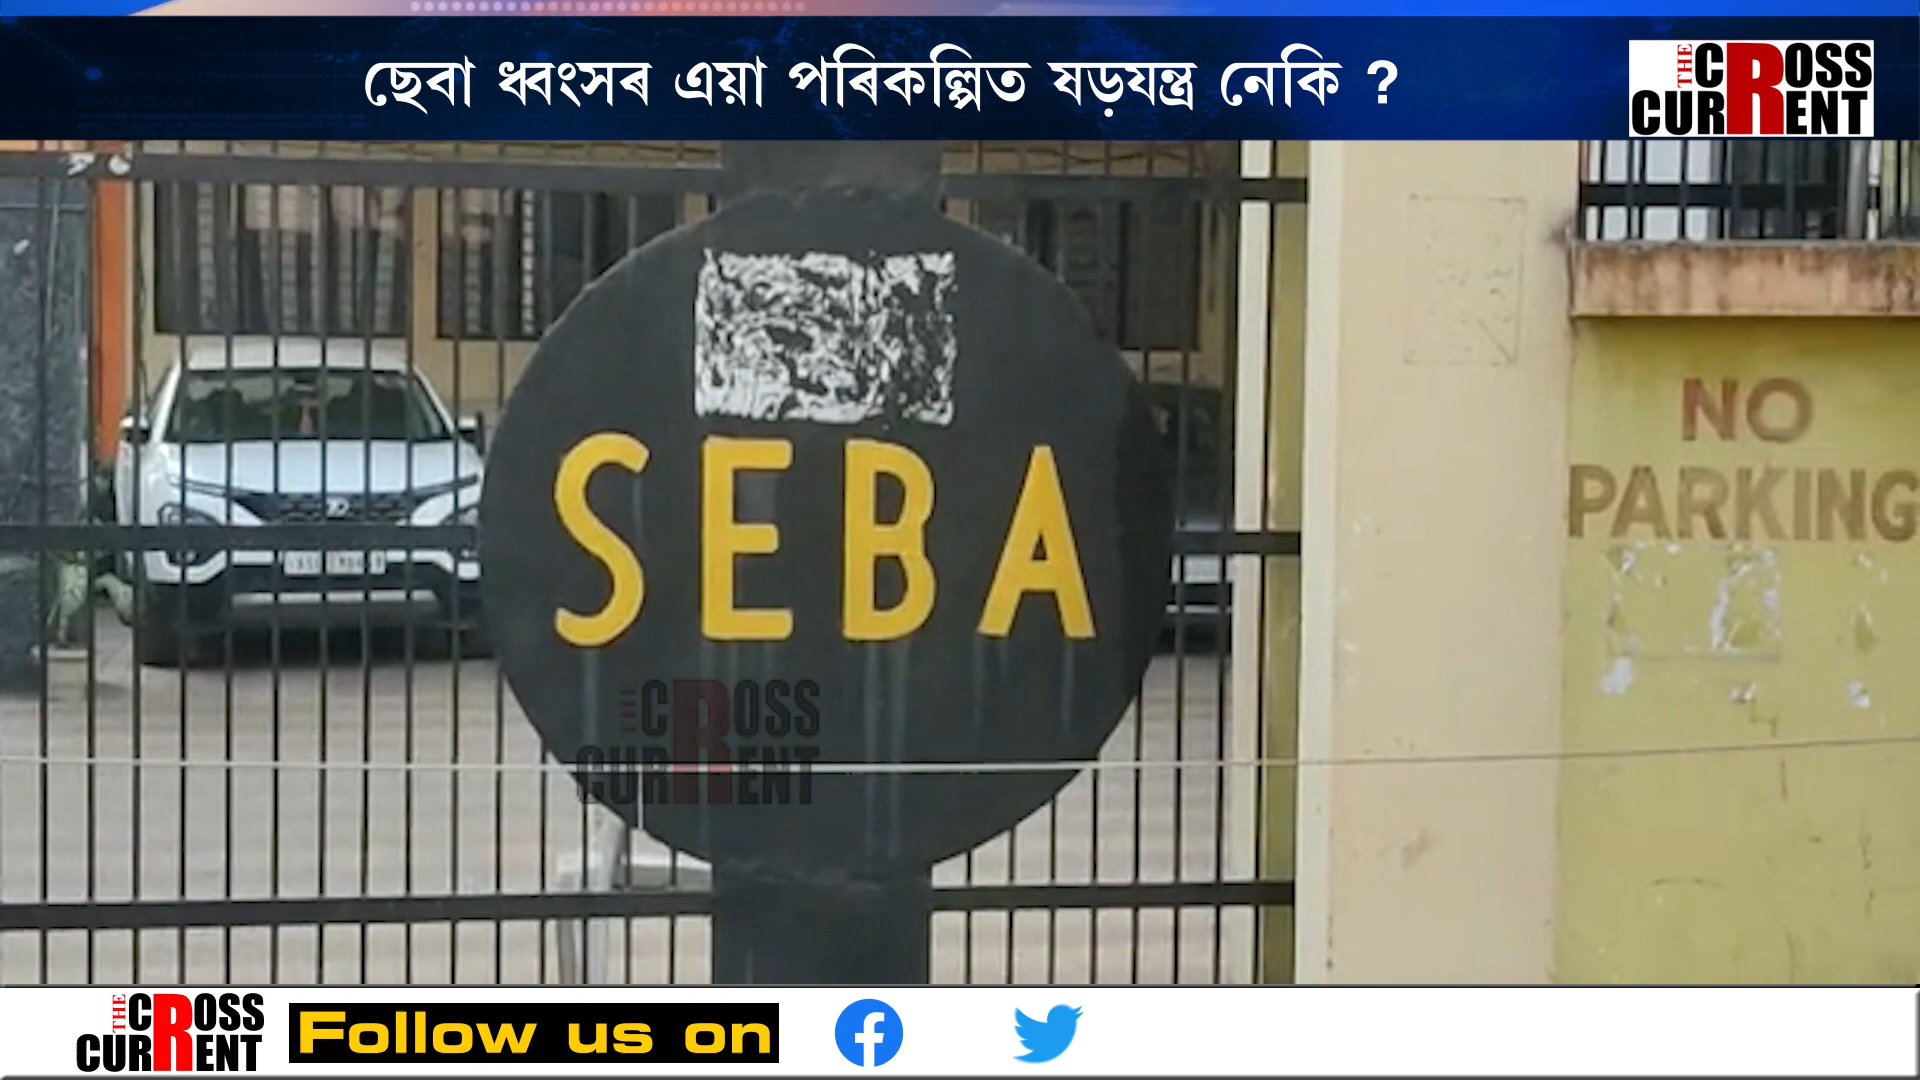 ছেবা ধ্বংসৰ এয়া পৰিকল্পিত ষড়যন্ত্ৰ নেকি ?
THE CROSS
CURRENT
SEBA
NO
PARKING
THE CROSS
CURRENT
THE CROSS
CURRENT
Follow us on